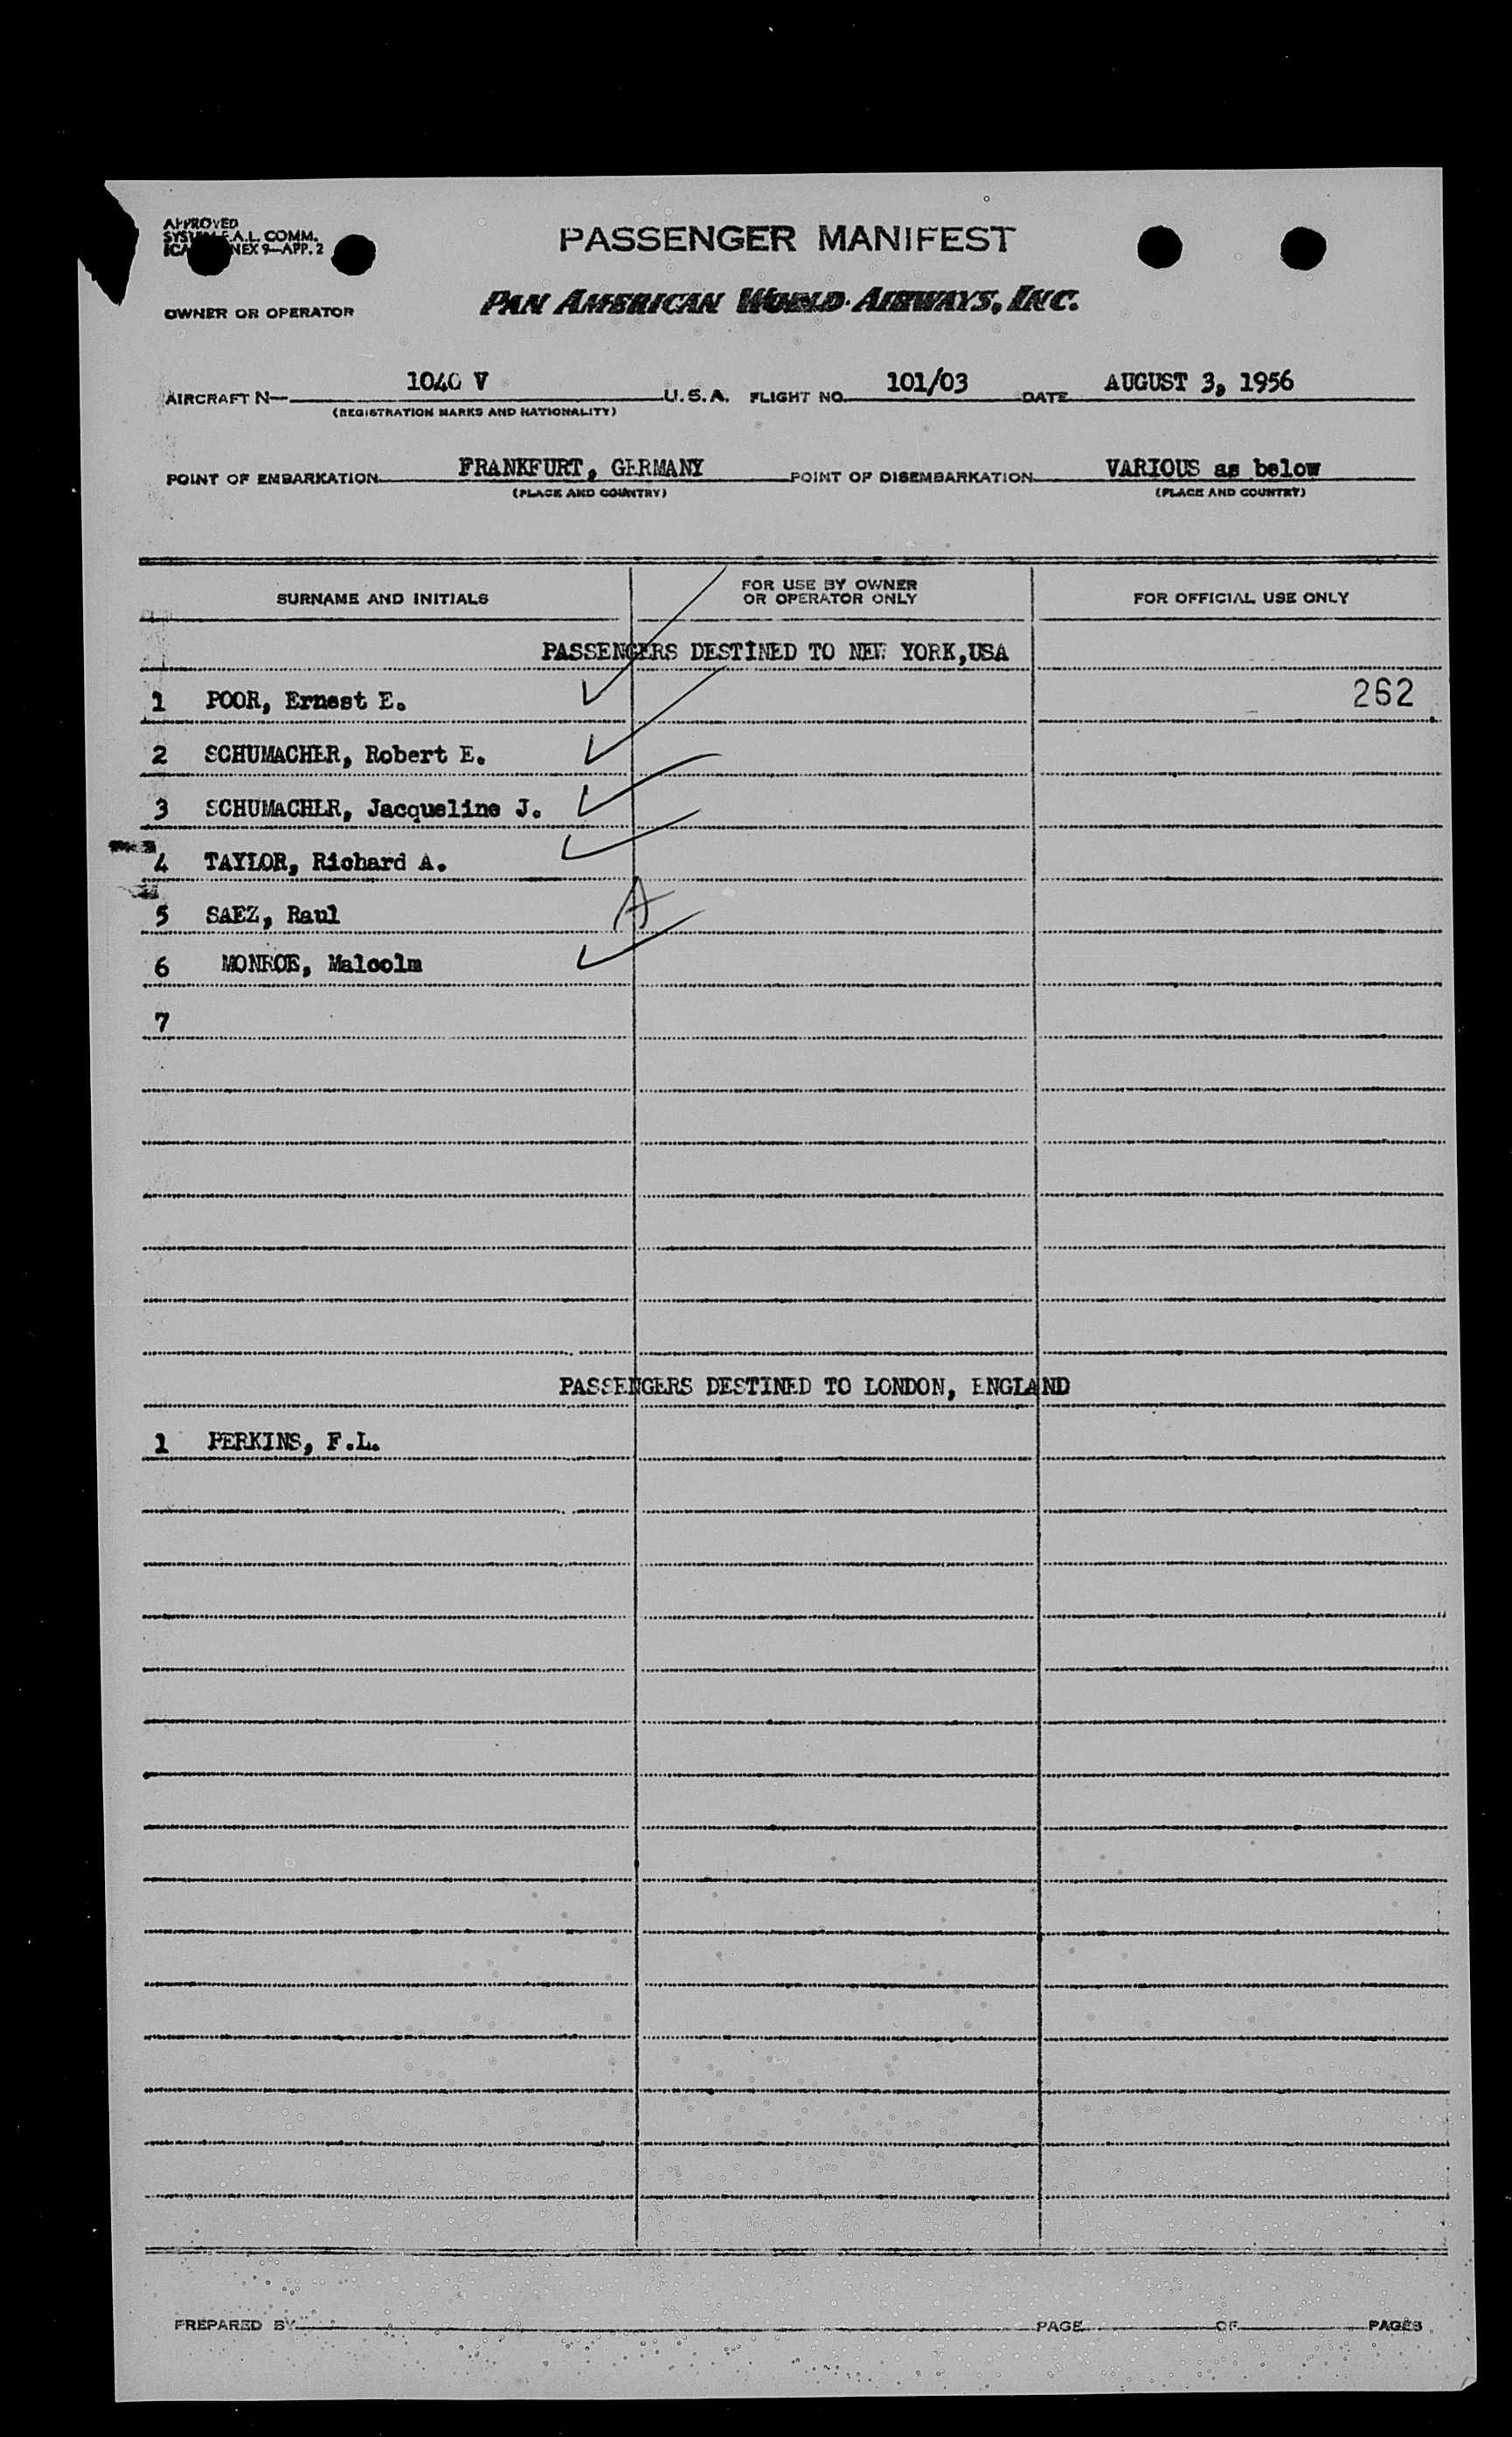 APPROVED
F.A.L. COMM.
9—APP. 2
PASSENGER MANIFEST
OWNER OR OPERATOR
PAN AMERICAN WORLD AIRWAYS, INC.
AIRCRAFT N— V U.S.A. FLIGHT NO. 101/03 DATE AUGUST 3, 1956
(REGISTRATION MARKS AND NATIONALITY)
POINT OF EMBARKATION FRANKFURT, GERMANY POINT OF DISEMBARKATION VARIOUS as below
(PLACE AND COUNTRY) (PLACE AND COUNTRY)
SURNAME AND INITIALS
FOR USE BY OWNER
OR OPERATOR ONLY
FOR OFFICIAL USE ONLY
PASSENGERS DESTINED TO NEW YORK,USA
1 POOR, Ernest E. 262
2 SCHUMACHER, Robert E.
3 SCHUMACHER, Jacqueline J.
4 TAYLOR, Richard A.
5 SAEZ, Raul A
6 MONROE, Malcolm
7
PASSENGERS DESTINED TO LONDON, ENGLAND
1 PERKINS, F.L.
PREPARED BY PAGE OF PAGES